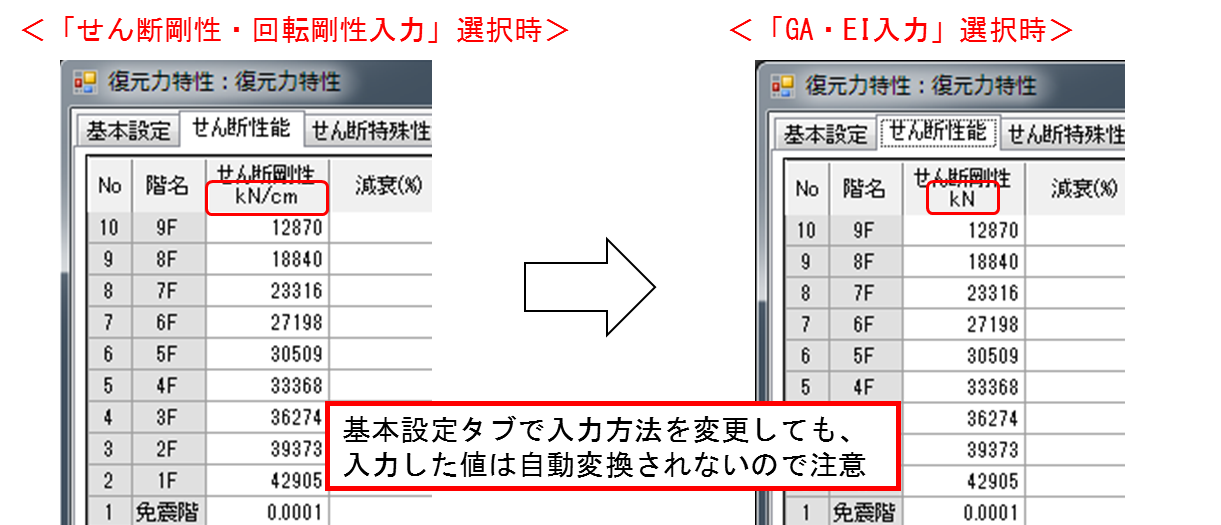 ＜「せん断剛性・回転剛性入力」選択時＞
復元力特性：復元力特性
基本設定 せん断性能 せん断特殊性
No 階名 せん断剛性 kN/cm 減衰(%)
10 9F 12870
9 8F 18840
8 7F 23316
7 6F 27198
6 5F 30509
5 4F 33368
4 3F 36274
3 2F 39373
2 1F 42905
1 免震階 0.0001
＜「GA・EI入力」選択時＞
復元力特性：復元力特性
基本設定 せん断性能 せん断特殊性
No 階名 せん断剛性 kN 減衰(%)
10 9F 12870
9 8F 18840
8 7F 23316
7 6F 27198
6 5F 30509
5 4F 33368
36274
39373
42905
1 免震階 0.0001
基本設定タブで入力方法を変更しても、
入力した値は自動変換されないので注意